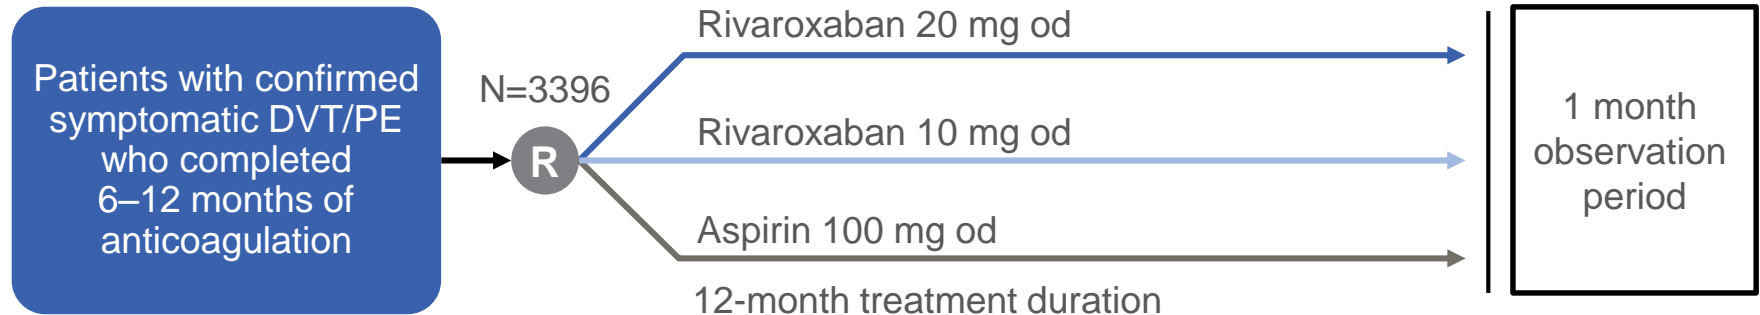 Patients with confirmed
symptomatic DVT/PE
who completed
6–12 months of
anticoagulation
N=3396
R
Rivaroxaban 20 mg od
Rivaroxaban 10 mg od
Aspirin 100 mg od
12-month treatment duration
1 month
observation
period